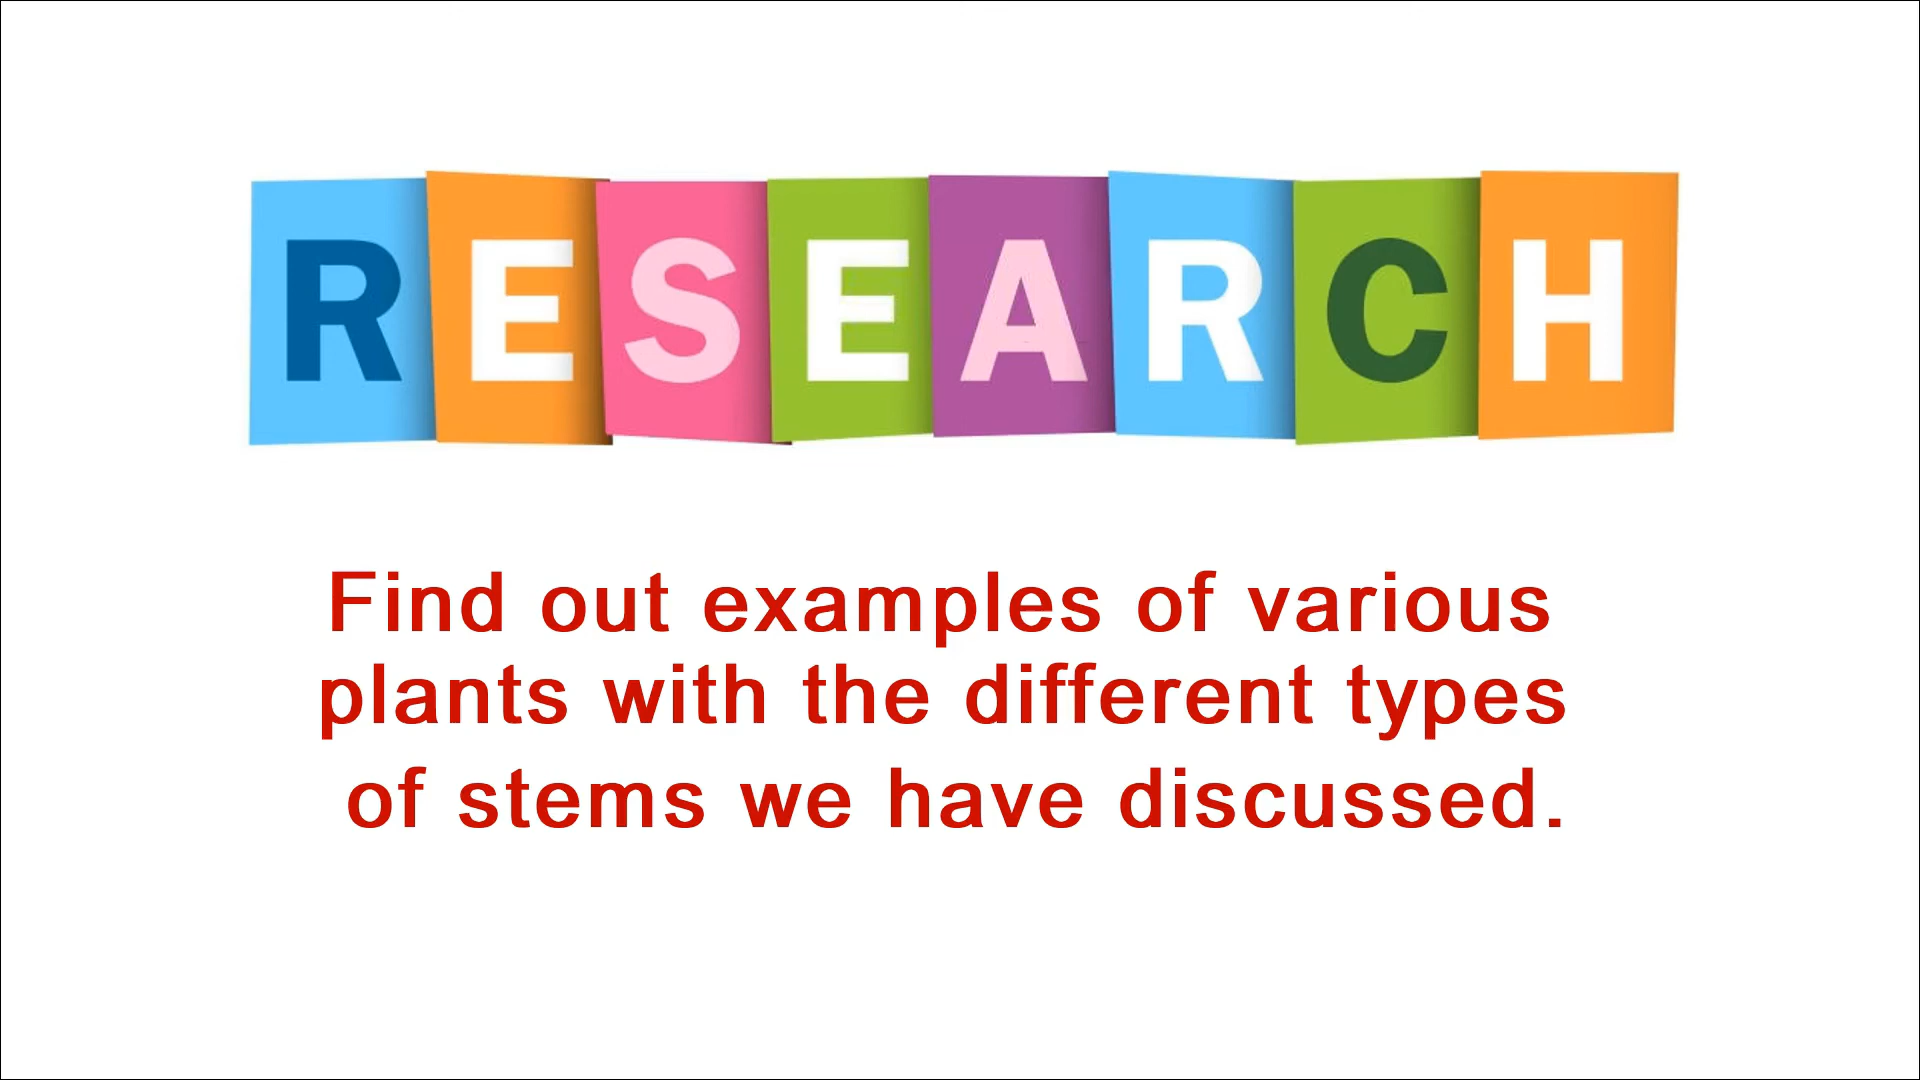 RESEARCH
Find out examples of various
plants with the different types
of stems we have discussed.